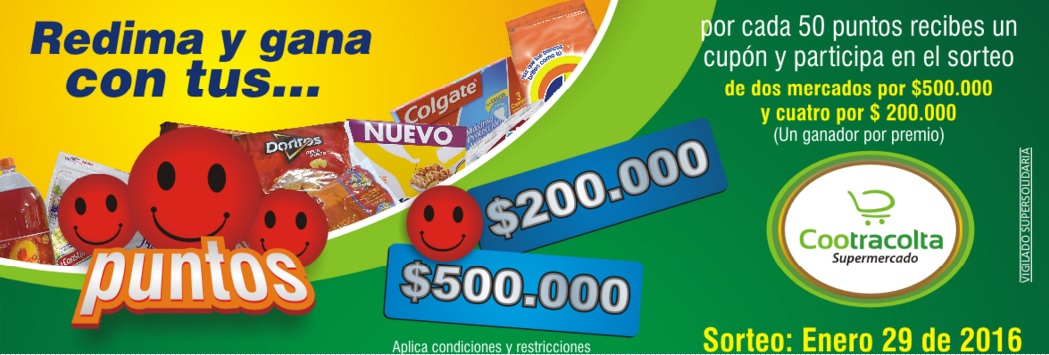 Redima y gana
con tus...
puntos
Doritos
NUEVO
Colgate
$200.000
$500.000
Aplica condiciones y restricciones
por cada 50 puntos recibes un
cupón y participa en el sorteo
de dos mercados por $500.000
y cuatro por $ 200.000
(Un ganador por premio)
Cootracolta
Supermercado
VIGILADO SUPERSOLIDARIA
Sorteo: Enero 29 de 2016